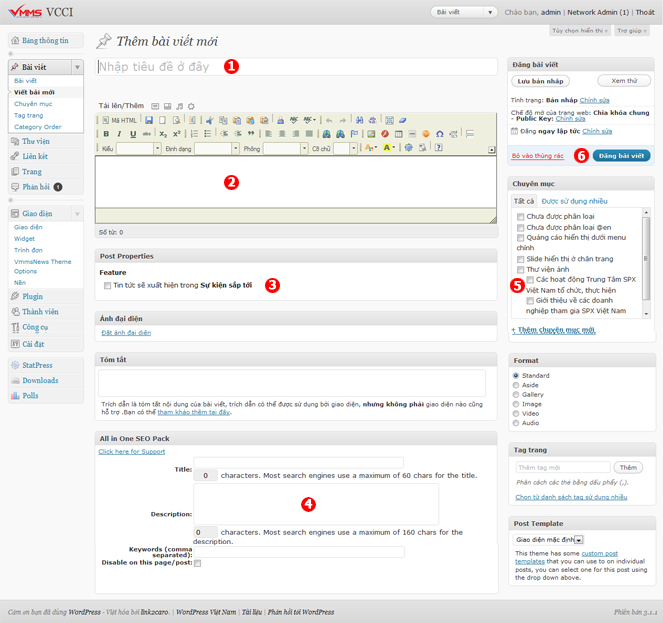 VMMS VCCI
Bài viết
Chào bạn, admin | Network Admin (1) | Thoát
Tùy chọn hiển thị
Trợ giúp
Bảng thông tin
Bài viết
Bài viết
Viết bài mới
Chuyên mục
Tag trang
Category Order
Thư viện
Liên kết
Trang
Phản hồi 1
Giao diện
Giao diện
Widget
Trình đơn
VmmsNews Theme
Options
Nền
Plugin
Thành viên
Công cụ
Cài đặt
StatPress
Downloads
Polls
Thêm bài viết mới
Nhập tiêu đề ở đây 1
Tải lên/Thêm
Mã HTML
B I U ABC
Kiểu Định dạng Phông Cỡ chữ
2
Số từ: 0
Post Properties
Feature
Tin tức sẽ xuất hiện trong Sự kiện sắp tới 3
Ảnh đại diện
Đặt ảnh đại diện
Tóm tắt
Trích dẫn là tóm tắt nội dung của bài viết, trích dẫn có thể được sử dụng bởi giao diện, nhưng không phải giao diện nào cũng
hỗ trợ .Bạn có thể tham khảo thêm tại đây.
All in One SEO Pack
Click here for Support
Title:
0 characters. Most search engines use a maximum of 60 chars for the title.
Description: 4
0 characters. Most search engines use a maximum of 160 chars for the
description.
Keywords (comma
separated):
Disable on this page/post:
Đăng bài viết
Lưu bản nháp
Xem thử
Tình trạng: Bản nháp Chỉnh sửa
Chế độ mở của trang web: Chìa khóa chung
- Public Key: Chỉnh sửa
Đăng ngay lập tức Chỉnh sửa
Bỏ vào thùng rác 6 Đăng bài viết
Chuyên mục
Tất cả
Được sử dụng nhiều
Chưa được phân loại
Chưa được phân loại @en
Quảng cáo hiển thị dưới menu
chính
Slide hiển thị ở chân trang
Thư viện ảnh
5 Các hoạt động Trung Tâm SPX
Việt Nam tổ chức, thực hiện
Giới thiệu về các doanh
nghiệp tham gia SPX Việt Nam
+ Thêm chuyên mục mới.
Format
Standard
Aside
Gallery
Image
Video
Audio
Tag trang
Thêm tag mới
Thêm
Phân cách các thẻ bằng dấu phẩy (,).
Chọn từ danh sách tag sử dụng nhiều
Post Template
Giao diện mặc định
This theme has some custom post
templates that you can use to on individual
posts, you can select one for this post using
the drop down above.
Cám ơn bạn đã dùng WordPress - Việt hóa bởi link2caro. | WordPress Việt Nam | Tài liệu | Phản hồi tới WordPress
Phiên bản 3.1.1